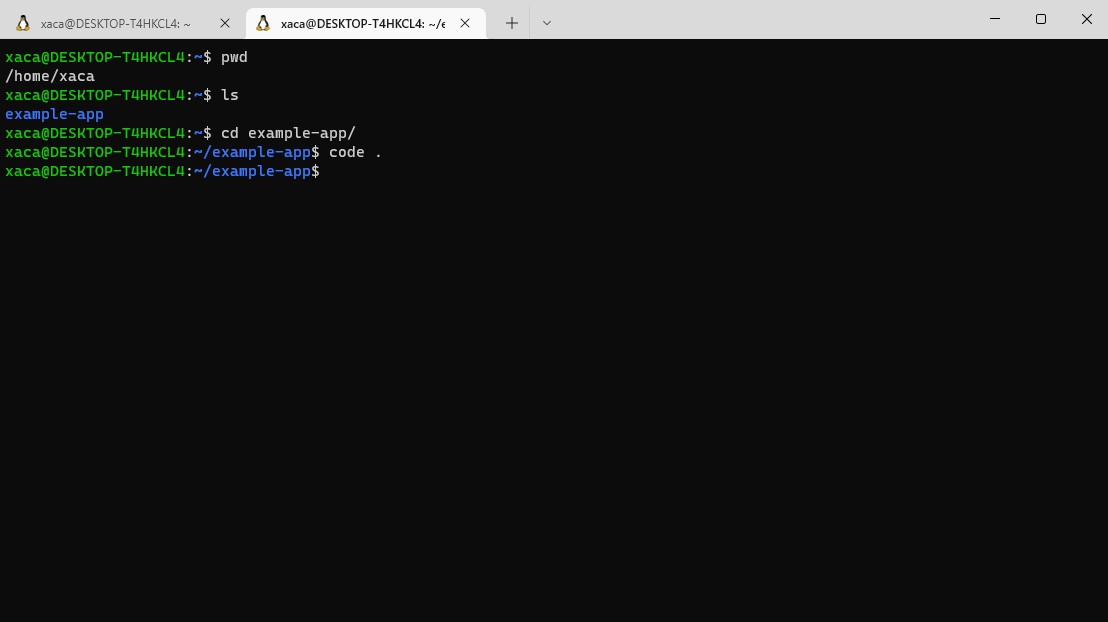 xaca@DESKTOP-T4HKCL4: ~
xaca@DESKTOP-T4HKCL4: ~/e
xaca@DESKTOP-T4HKCL4:~$ pwd
/home/xaca
xaca@DESKTOP-T4HKCL4:~$ ls
example-app
xaca@DESKTOP-T4HKCL4:~$ cd example-app/
xaca@DESKTOP-T4HKCL4:~/example-app$ code .
xaca@DESKTOP-T4HKCL4:~/example-app$